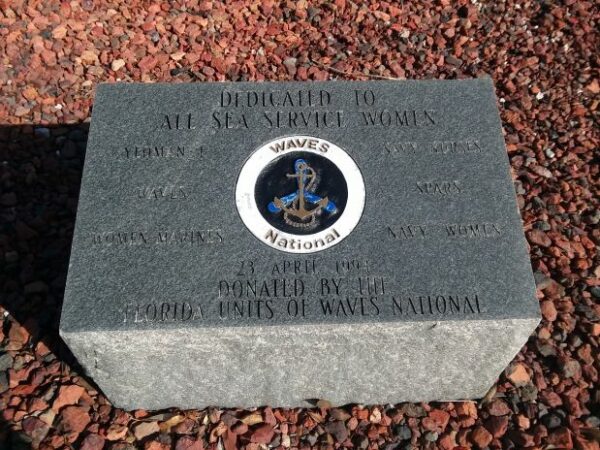 DEDICATED TO
ALL SEA SERVICE WOMEN
YEOMAN F
NAVY NURSES
WAVES
National
WAVES
SPARS
WOMEN MARINES
NAVY WOMEN
23 APRIL
DONATED BY THE
FLORIDA UNITS OF WAVES NATIONAL